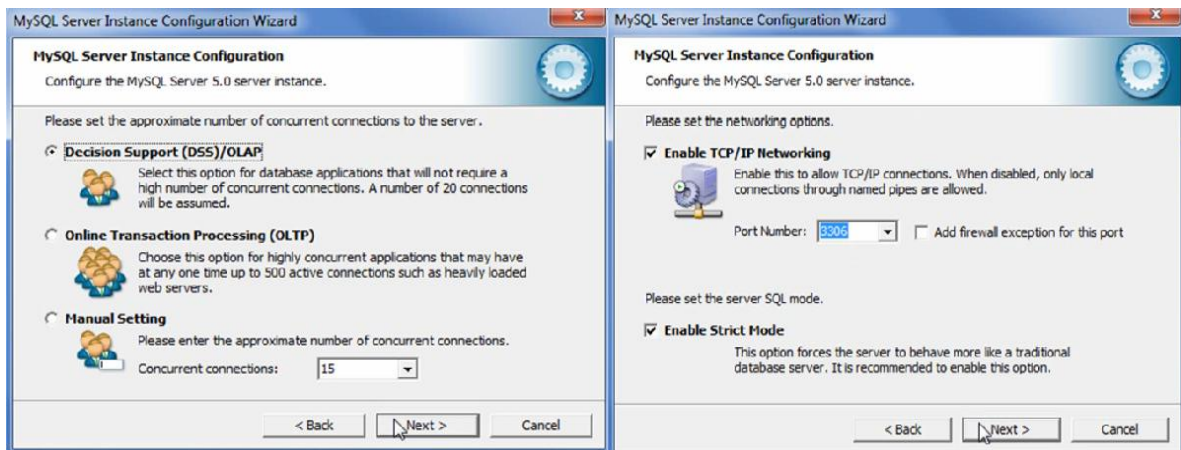 MySQL Server Instance Configuration Wizard
MySQL Server Instance Configuration
Configure the MySQL Server 5.0 server instance.
Please set the approximate number of concurrent connections to the server.
Decision Support (DSS)/OLAP
Select this option for database applications that will not require a
high number of concurrent connections. A number of 20 connections
will be assumed.
Online Transaction Processing (OLTP)
Choose this option for highly concurrent applications that may have
at any one time up to 500 active connections such as heavily loaded
web servers.
Manual Setting
Please enter the approximate number of concurrent connections.
Concurrent connections: 15
< Back Next > Cancel
MySQL Server Instance Configuration Wizard
MySQL Server Instance Configuration
Configure the MySQL Server 5.0 server instance.
Please set the networking options.
Enable TCP/IP Networking
Enable this to allow TCP/IP connections. When disabled, only local
connections through named pipes are allowed.
Port Number: 3306 Add firewall exception for this port
Please set the server SQL mode.
Enable Strict Mode
This option forces the server to behave more like a traditional
database server. It is recommended to enable this option.
< Back Next > Cancel